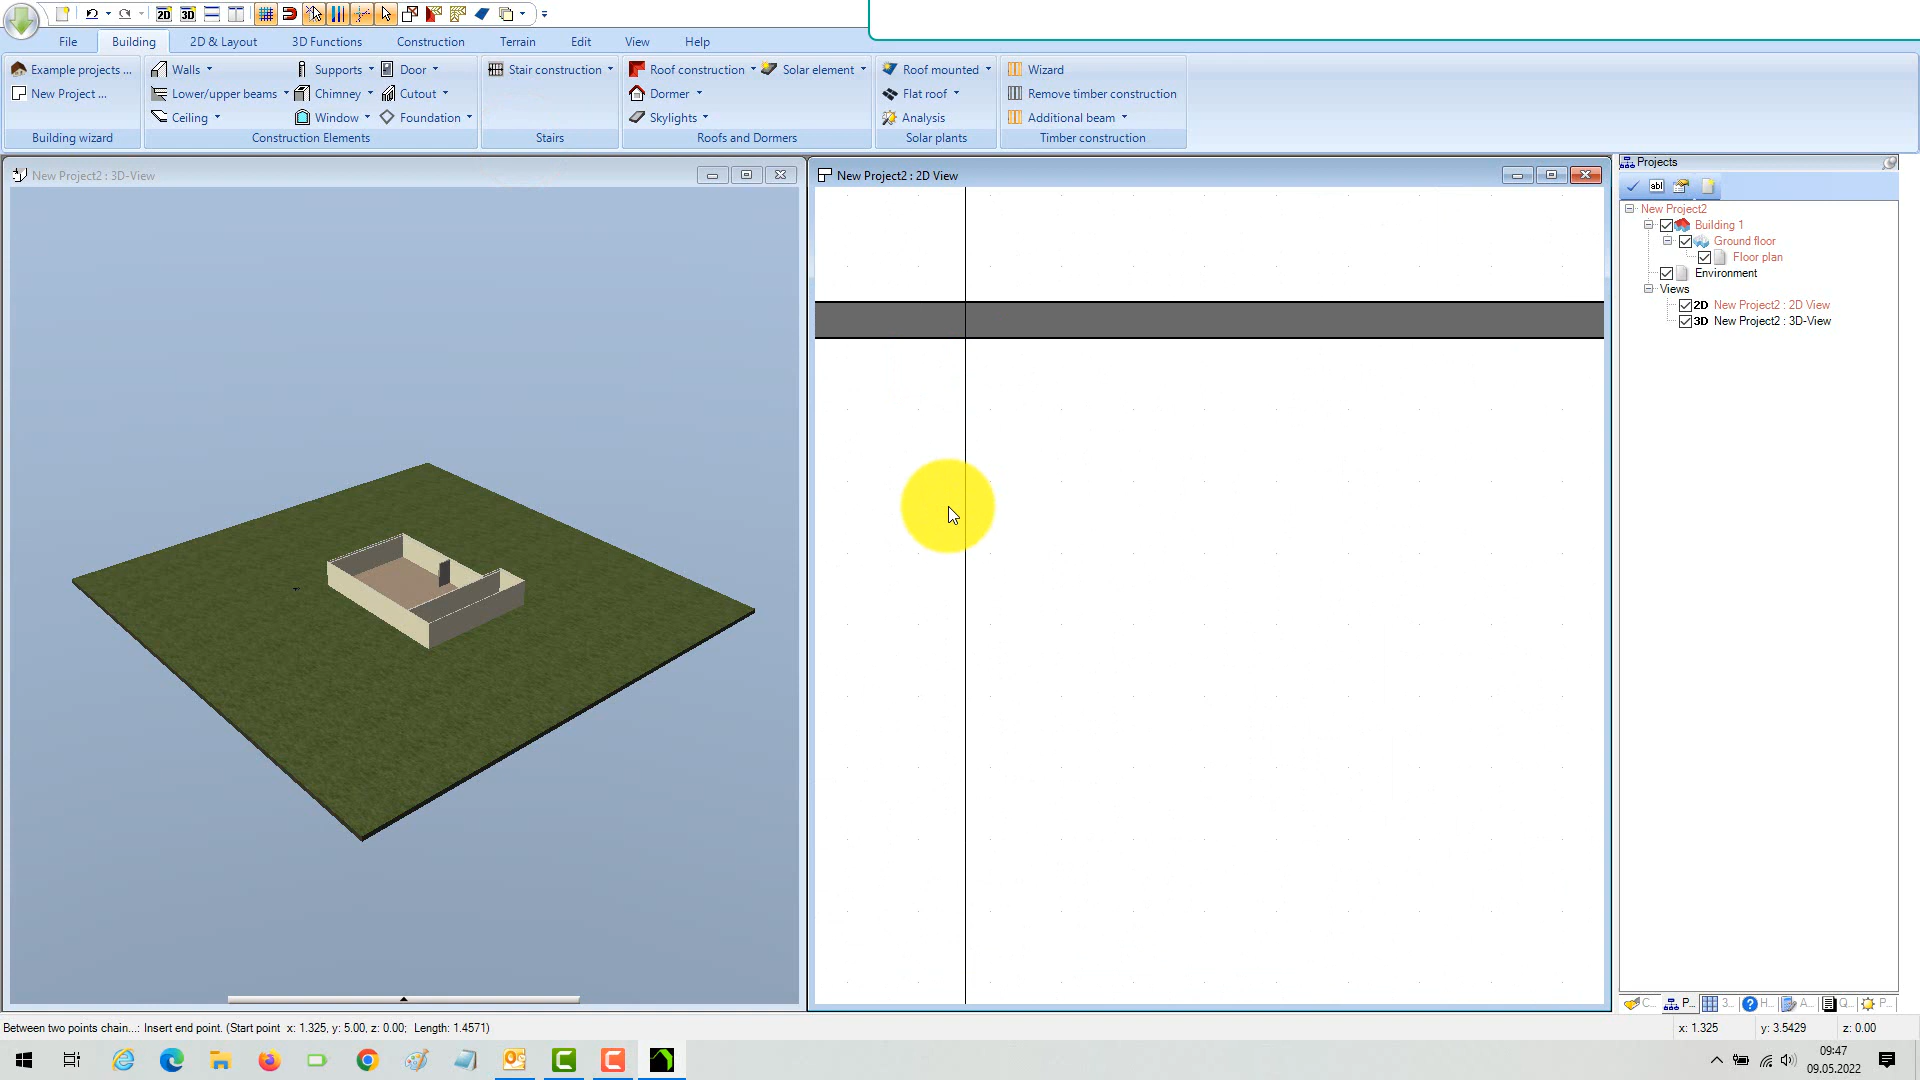 2D 3D
File Building 2D & Layout 3D Functions Construction Terrain Edit View Help
Example projects ... Walls Supports Door Stair construction Roof construction Solar element Roof mounted Wizard
New Project ... Lower/upper beams Chimney Cutout Dormer Flat roof Remove timber construction
Ceiling Window Foundation Skylights Analysis Additional beam
Building wizard Construction Elements Stairs Roofs and Dormers Solar plants Timber construction
New Project2 : 3D-View
New Project2 : 2D View
Projects
abl
New Project2
Building 1
Ground floor
Floor plan
Environment
Views
2D New Project2 : 2D View
3D New Project2 : 3D-View
C... P... 3... H... A... Q... P...
Between two points chain...: Insert end point. (Start point x: 1.325, y: 5.00, z: 0.00; Length: 1.4571)
x: 1.325 y: 3.5429 z: 0.00
09:47
09.05.2022